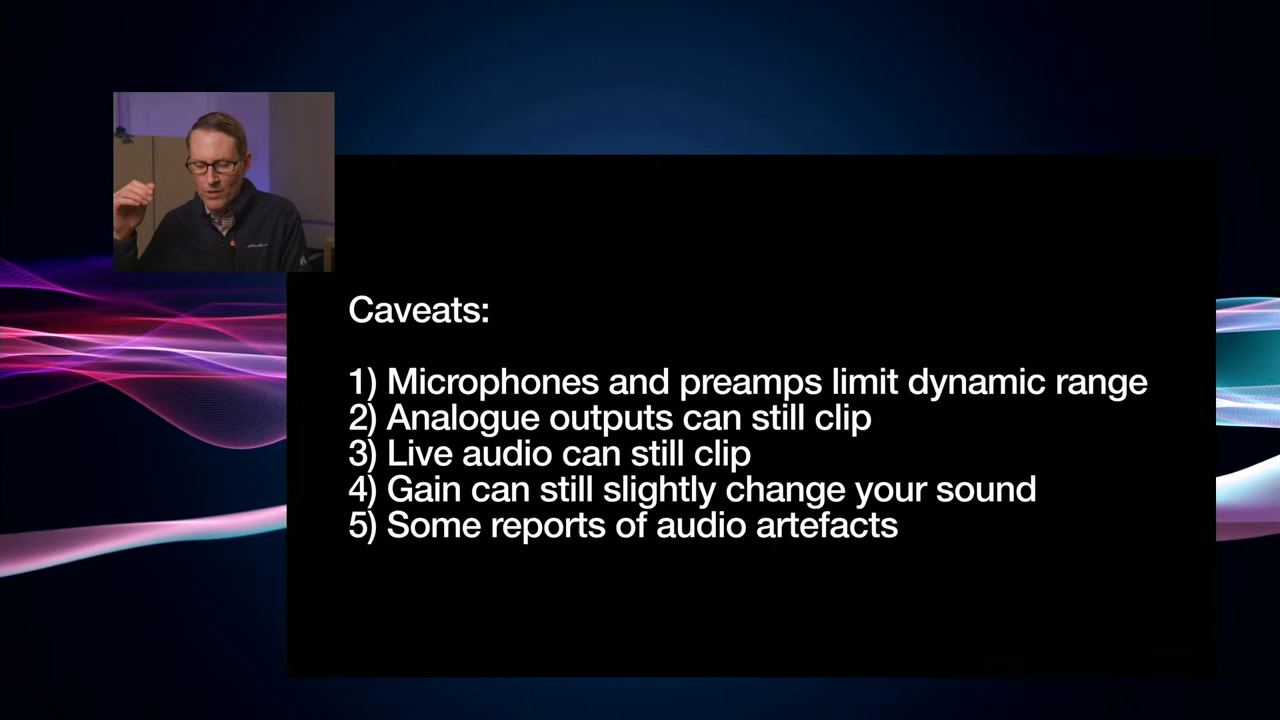 Caveats:
1) Microphones and preamps limit dynamic range
2) Analogue outputs can still clip
3) Live audio can still clip
4) Gain can still slightly change your sound
5) Some reports of audio artefacts